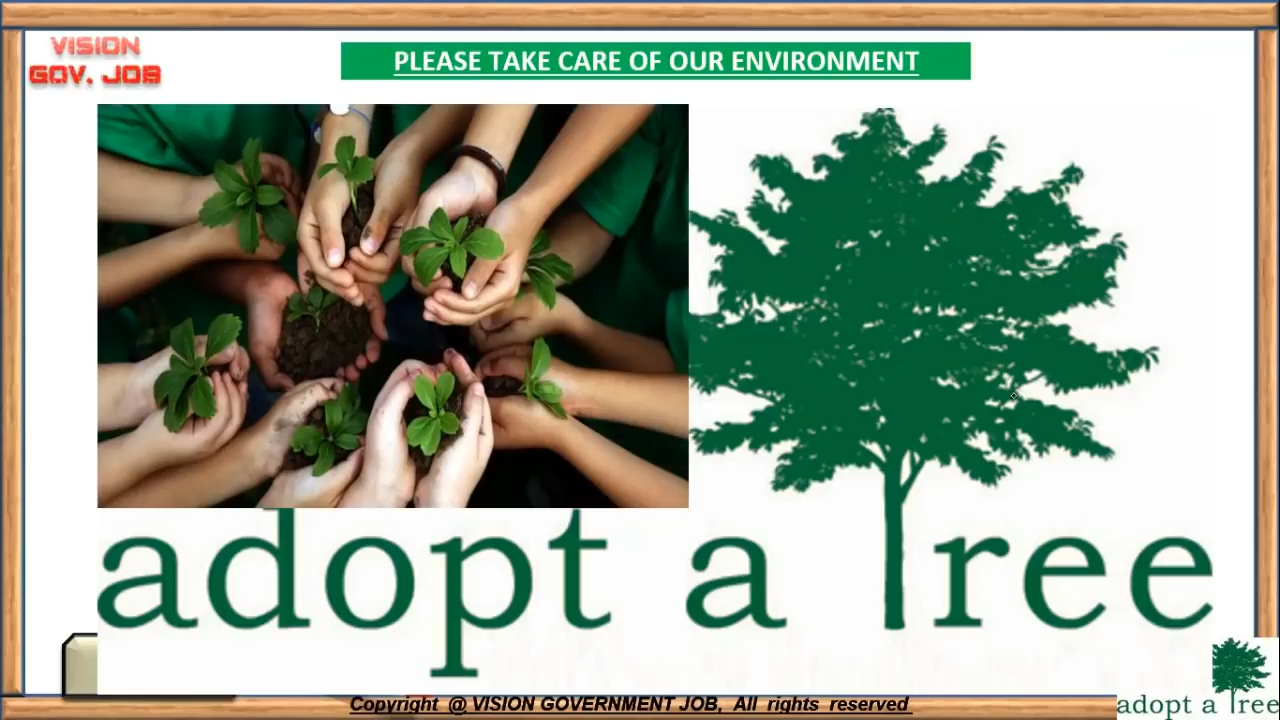 VISION
GOV. JOB
PLEASE TAKE CARE OF OUR ENVIRONMENT
adopt a Tree
Copyright @ VISION GOVERNMENT JOB, All rights reserved
adopt a Tree